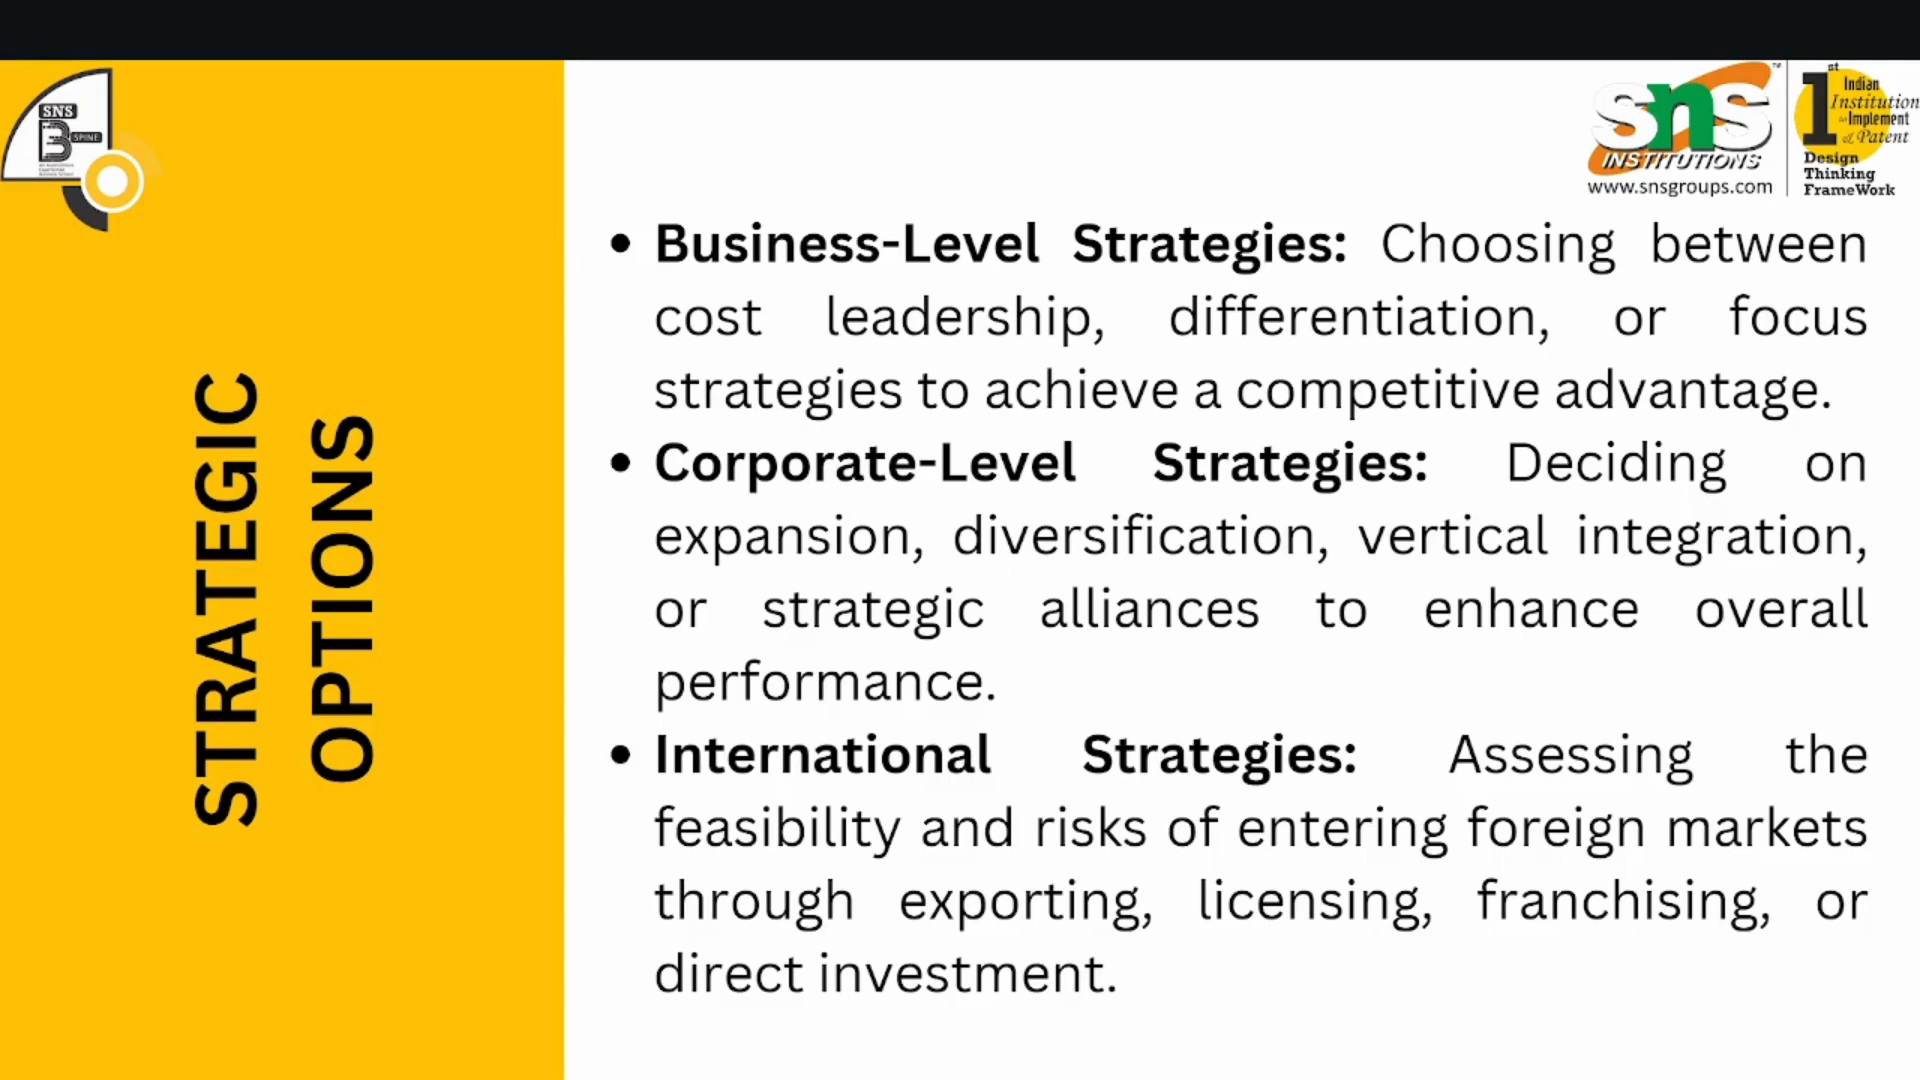 SNS
B
SPINE
STRATEGIC
OPTIONS
sns
INSTITUTIONS
www.snsgroups.com
1st
Indian
Institution
to Implement
& Patent
Design
Thinking
FrameWork
• Business-Level Strategies: Choosing between
cost leadership, differentiation, or focus
strategies to achieve a competitive advantage.
• Corporate-Level Strategies: Deciding on
expansion, diversification, vertical integration,
or strategic alliances to enhance overall
performance.
• International Strategies: Assessing the
feasibility and risks of entering foreign markets
through exporting, licensing, franchising, or
direct investment.